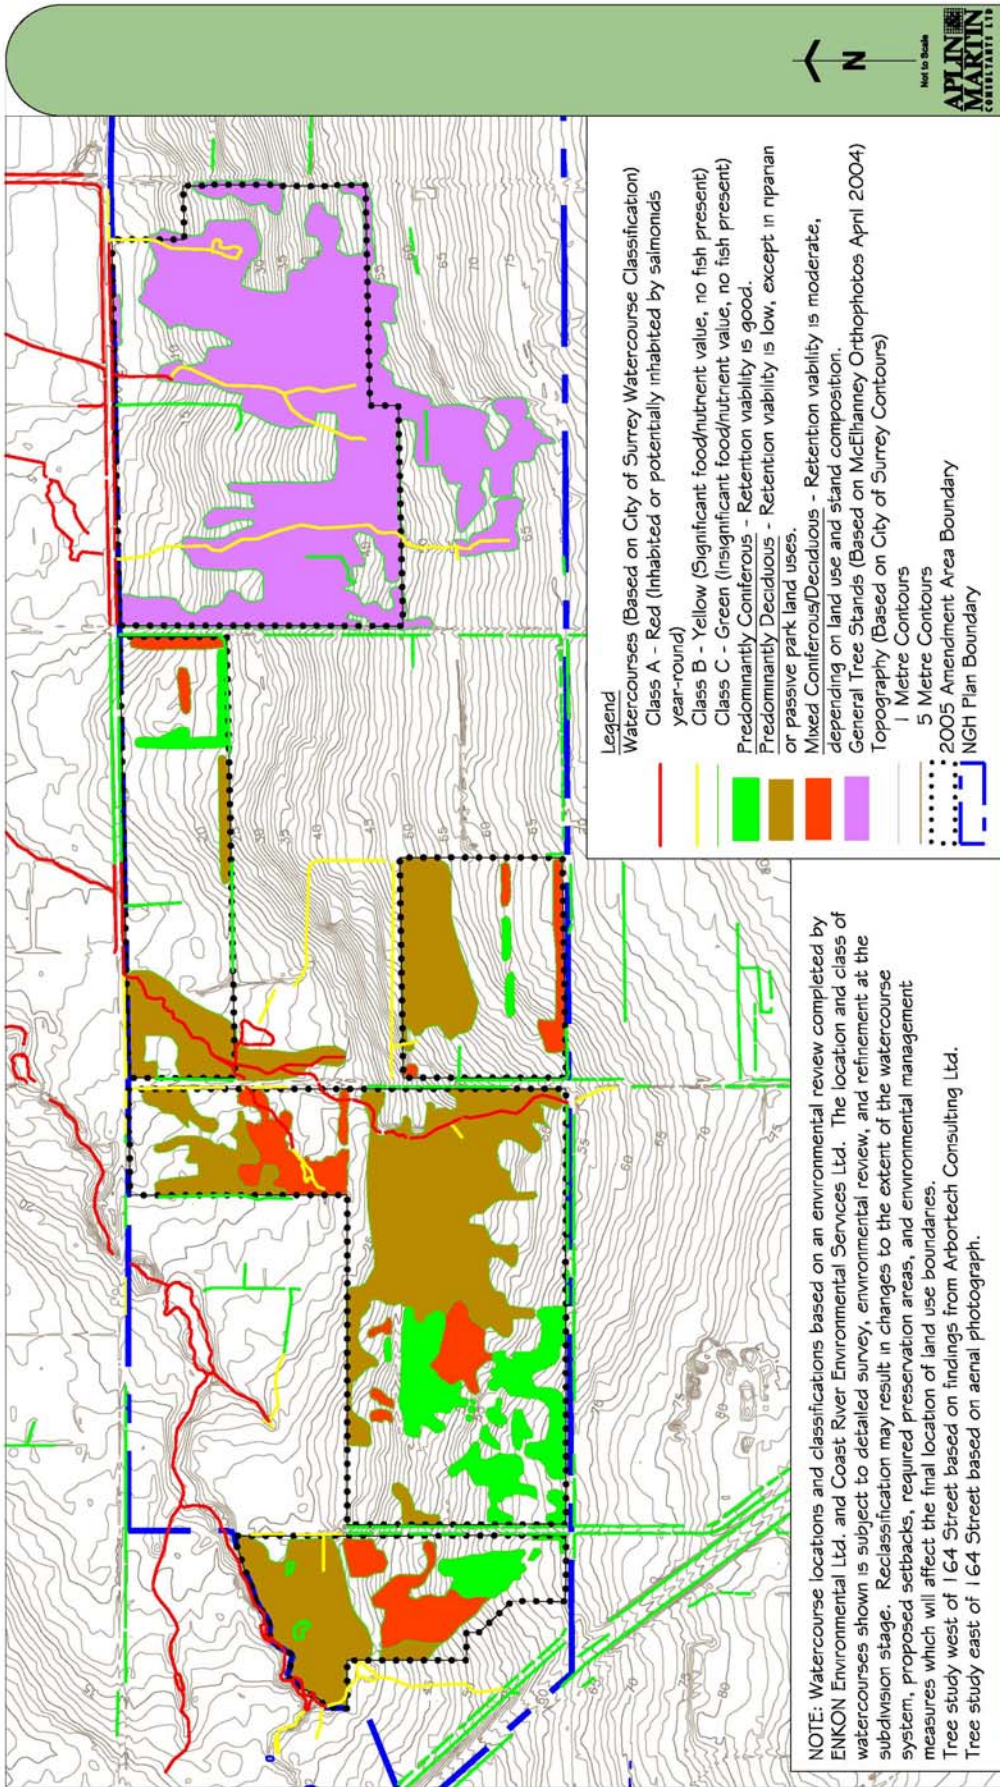 Legend
Watercourses (Based on City of Surrey Watercourse Classification)
Class A - Red (Inhabited or potentially inhabited by salmonids
year-round)
Class B - Yellow (Significant food/nutrient value, no fish present)
Class C - Green (Insignificant food/nutrient value, no fish present)
Predominantly Coniferous - Retention viability is good.
Predominantly Deciduous - Retention viability is low, except in riparian
or passive park land uses.
Mixed Coniferous/Deciduous - Retention viability is moderate,
depending on land use and stand composition.
General Tree Stands (Based on McElhanney Orthophotos April 2004)
Topography (Based on City of Surrey Contours)
1 Metre Contours
5 Metre Contours
2005 Amendment Area Boundary
NGH Plan Boundary
NOTE: Watercourse locations and classifications based on an environmental review completed by
ENKON Environmental Ltd. and Coast River Environmental Services Ltd. The location and class of
watercourses shown is subject to detailed survey, environmental review, and refinement at the
subdivision stage. Reclassification may result in changes to the extent of the watercourse
system, proposed setbacks, required preservation areas, and environmental management
measures which will affect the final location of land use boundaries.
Tree study west of 164 Street based on findings from Arbortech Consulting Ltd.
Tree study east of 164 Street based on aerial photograph.
N
Not to Scale
APLIN &
MARTIN
CONSULTANTS LTD